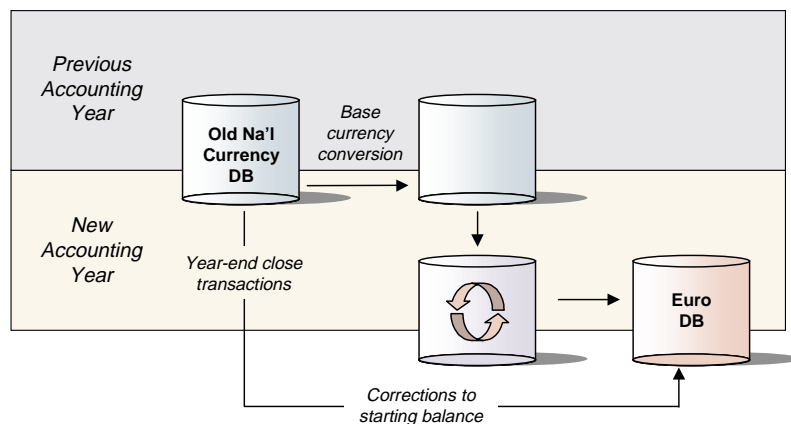 Previous
Accounting
Year
Old Na'l
Currency
DB
Base
currency
conversion
New
Accounting
Year
Year-end close
transactions
Euro
DB
Corrections to
starting balance